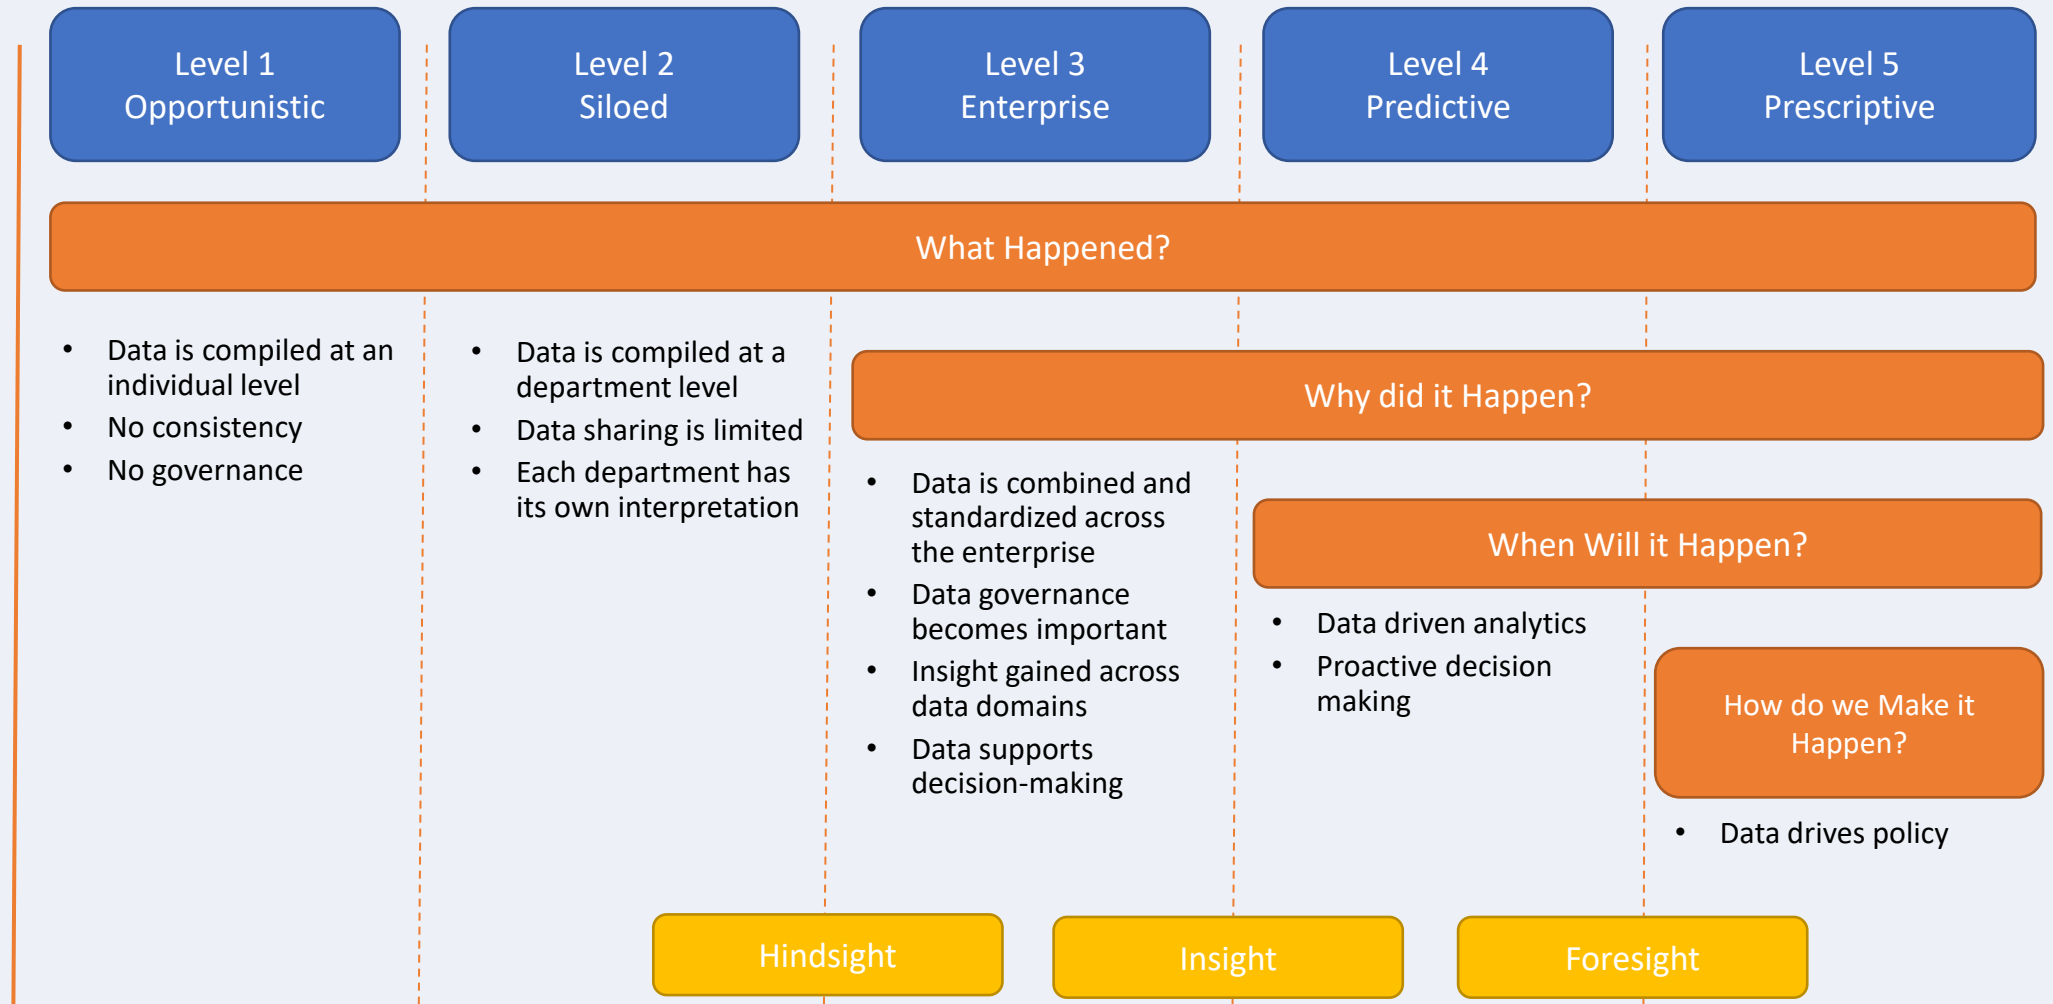 Level 1
Opportunistic
Level 2
Siloed
Level 3
Enterprise
Level 4
Predictive
Level 5
Prescriptive
What Happened?
• Data is compiled at an
individual level
• No consistency
• No governance
• Data is compiled at a
department level
• Data sharing is limited
• Each department has
its own interpretation
Why did it Happen?
• Data is combined and
standardized across
the enterprise
• Data governance
becomes important
• Insight gained across
data domains
• Data supports
decision-making
When Will it Happen?
• Data driven analytics
• Proactive decision
making
How do we Make it
Happen?
• Data drives policy
Hindsight
Insight
Foresight